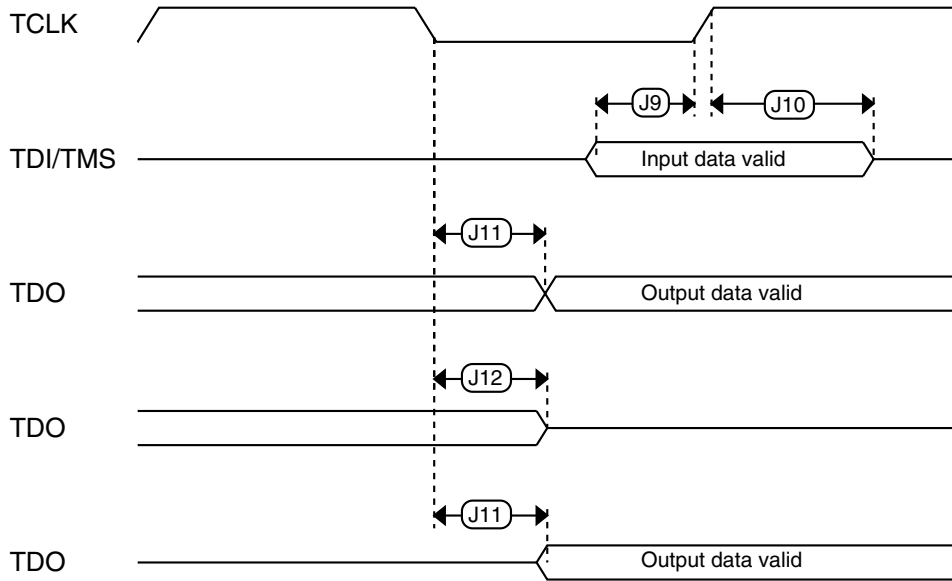 TCLK
J9
J10
TDI/TMS
Input data valid
J11
TDO
Output data valid
J12
TDO
J11
TDO
Output data valid